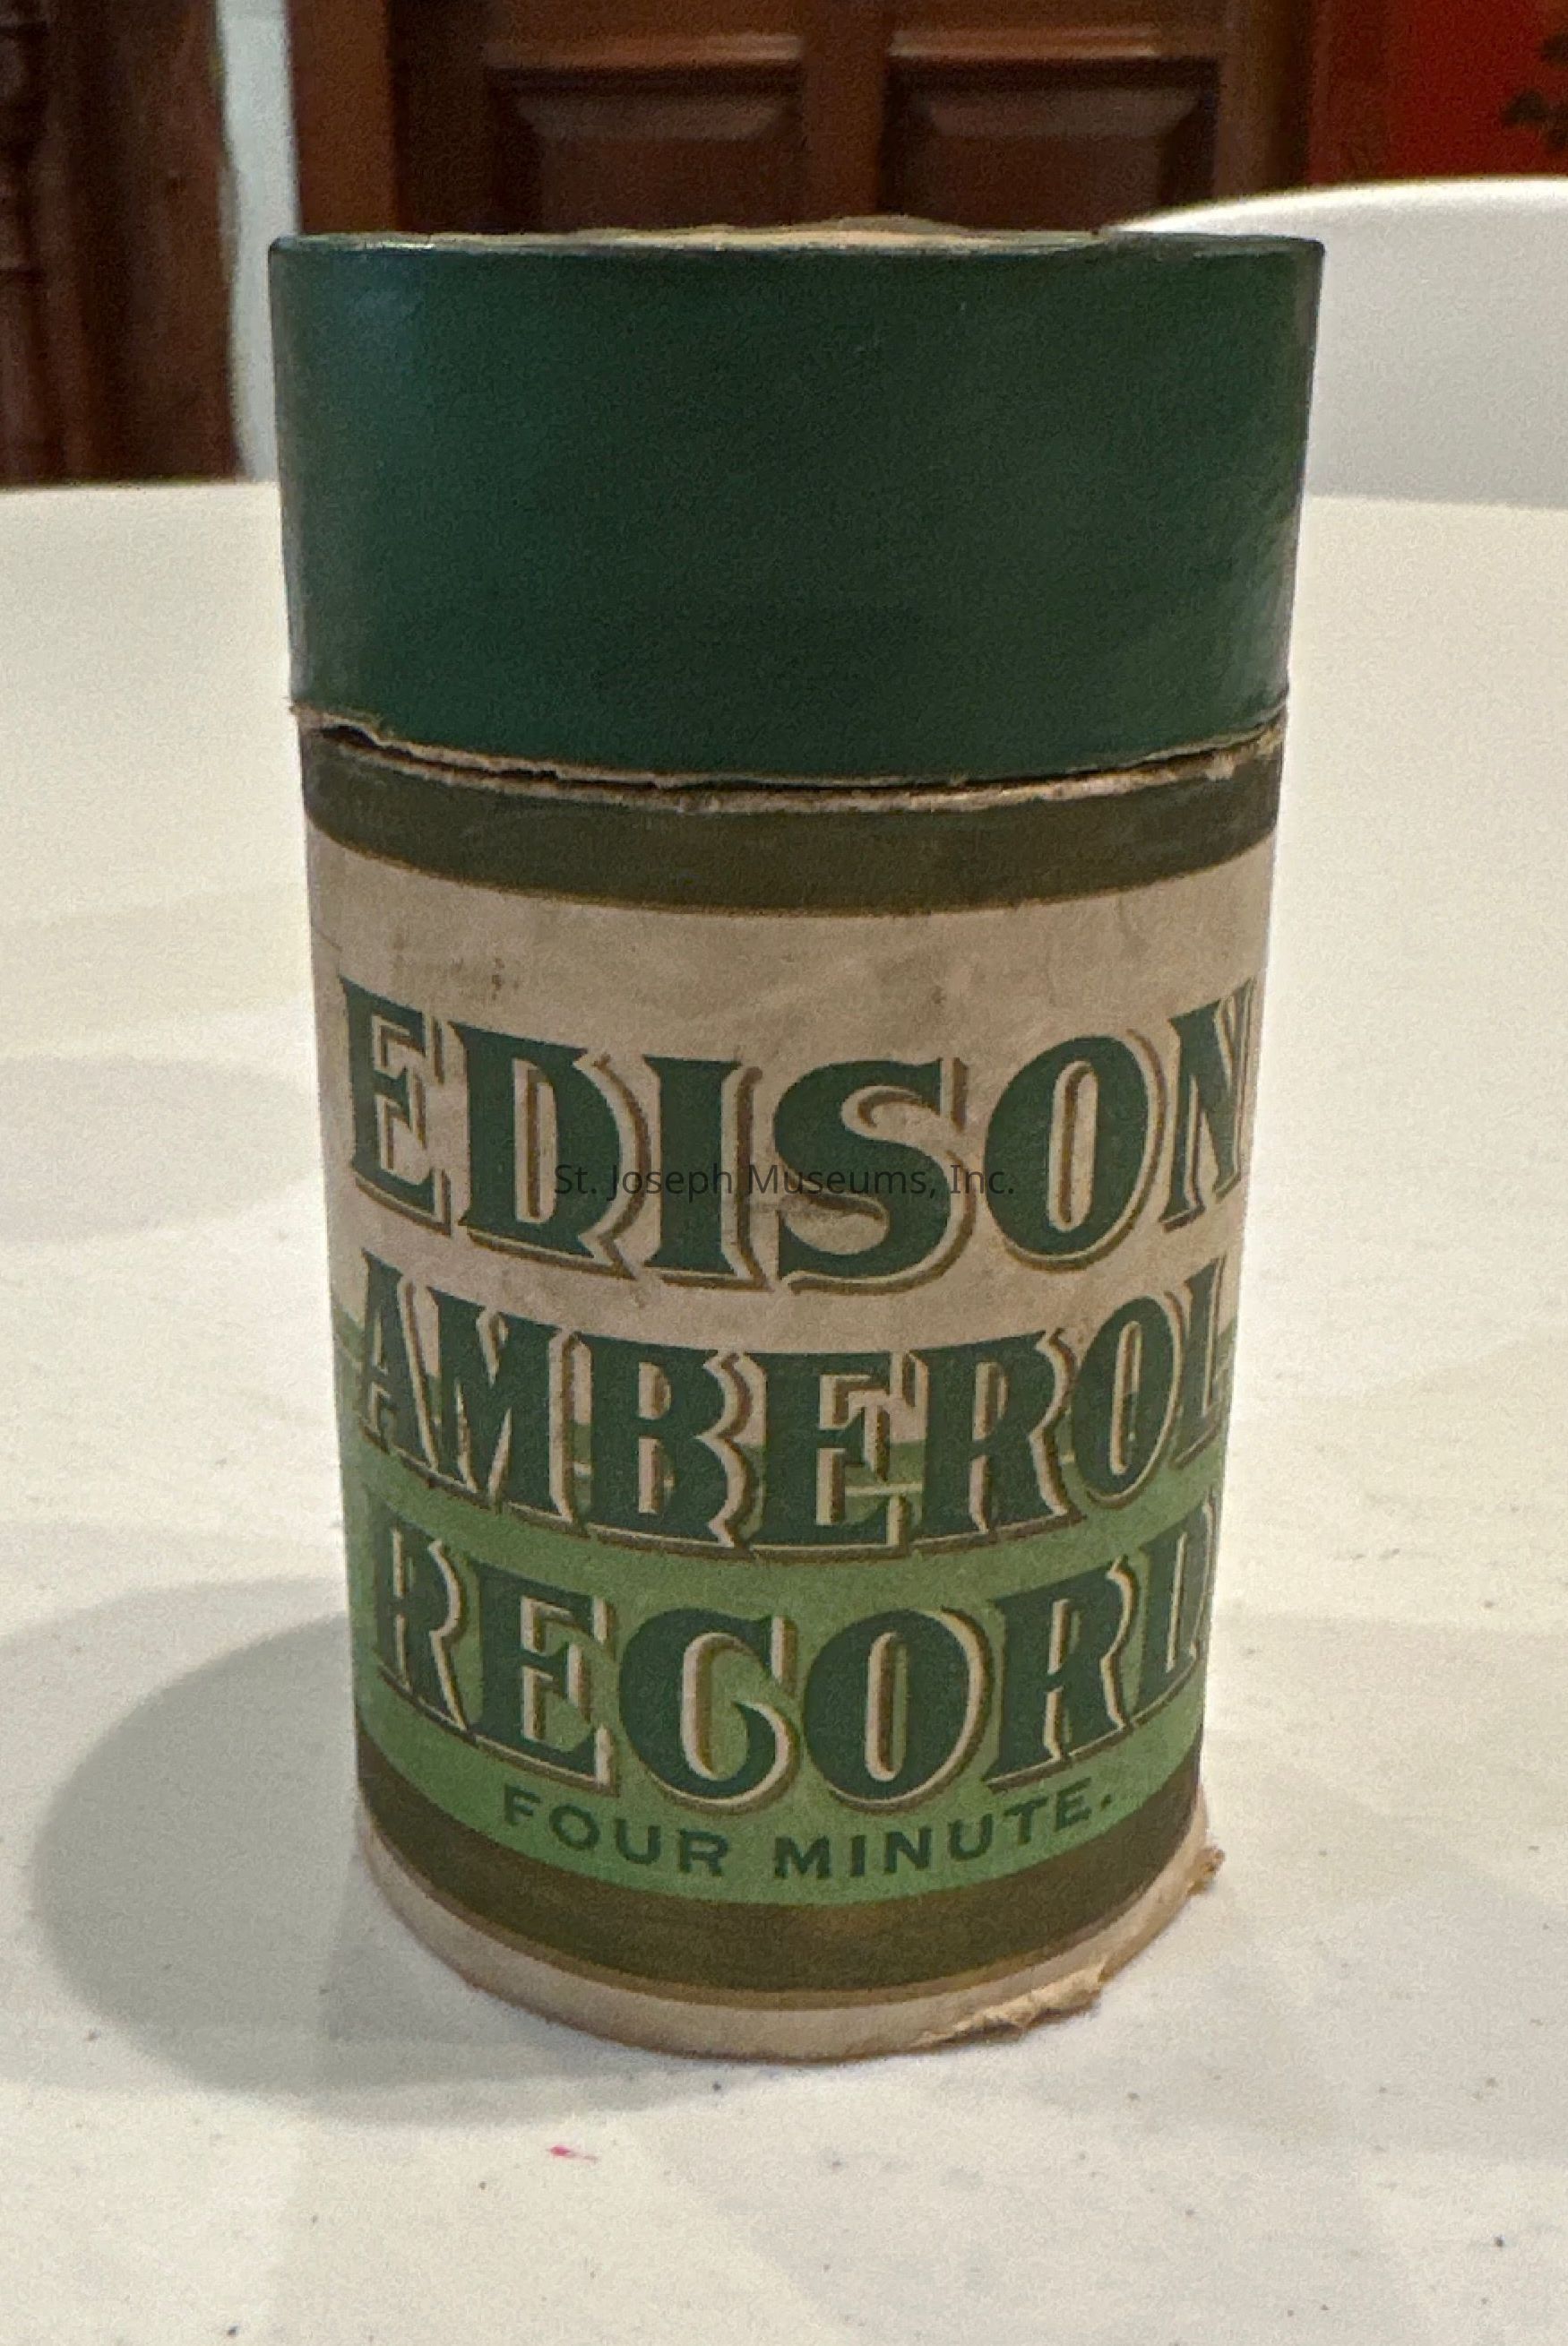 EDISON
St. Joseph Museums, Inc.
AMBEROL
RECORD
FOUR MINUTE.